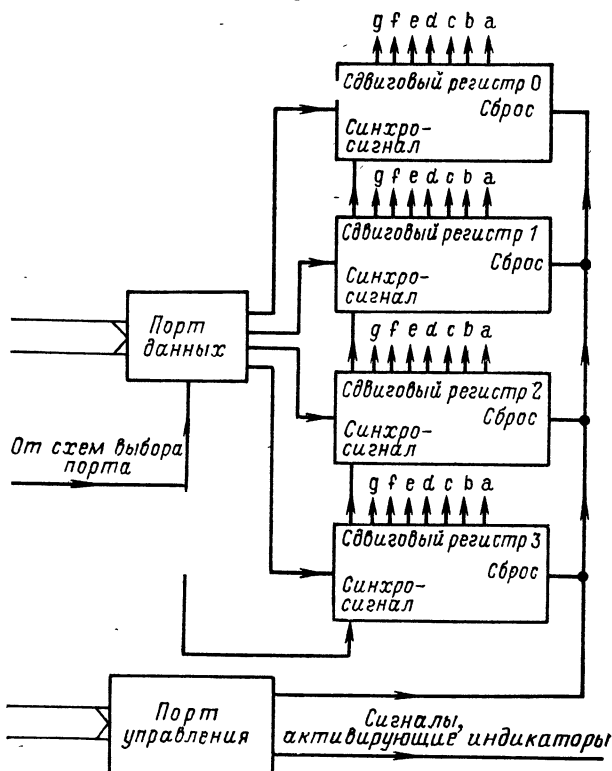 g f e d c b a
Сдвиговый регистр 0
Сброс
Синхро-
сигнал
g f e d c b a
Сдвиговый регистр 1
Сброс
Синхро-
сигнал
Порт
данных
g f e d c b a
Сдвиговый регистр 2
Сброс
Синхро-
сигнал
От схем выбора
порта
g f e d c b a
Сдвиговый регистр 3
Сброс
Синхро-
сигнал
Порт
управления
Сигналы,
активирующие индикаторы